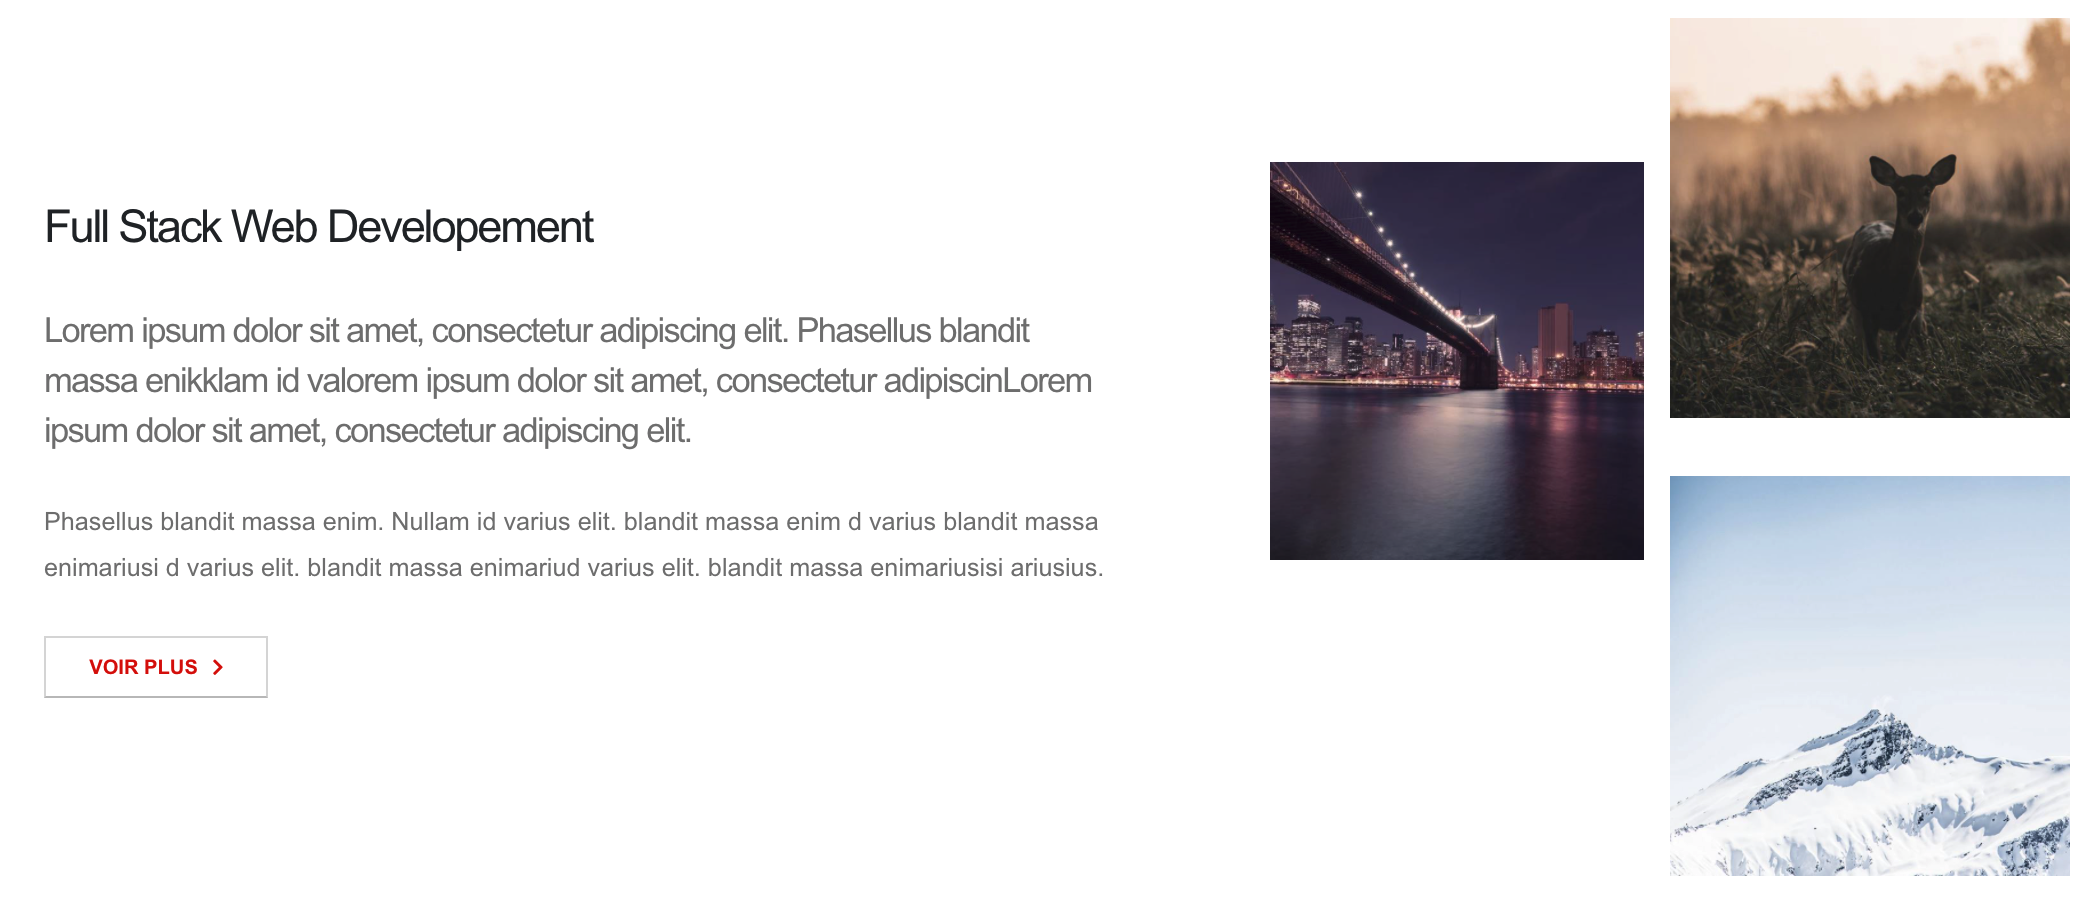 Full Stack Web Developement
Lorem ipsum dolor sit amet, consectetur adipiscing elit. Phasellus blandit
massa enikklam id valorem ipsum dolor sit amet, consectetur adipiscinLorem
ipsum dolor sit amet, consectetur adipiscing elit.
Phasellus blandit massa enim. Nullam id varius elit. blandit massa enim d varius blandit massa
enimariusi d varius elit. blandit massa enimariud varius elit. blandit massa enimariusisi ariusius.
VOIR PLUS